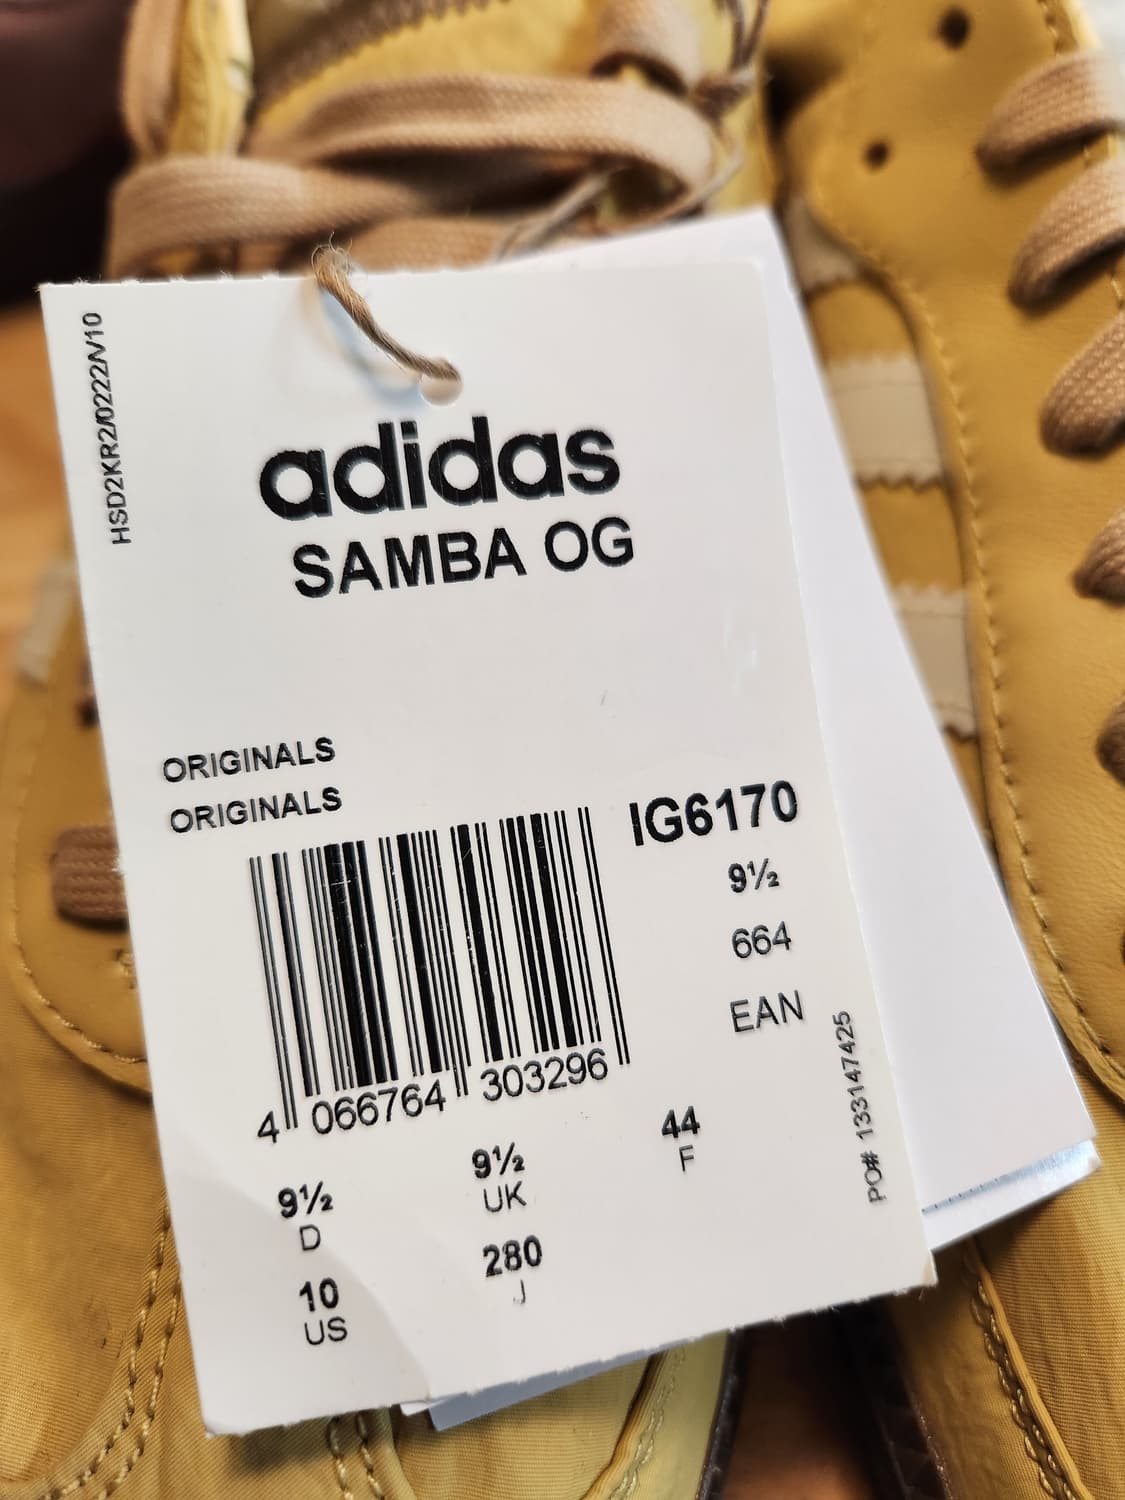 HSD2KR2/0222/V/10
adidas
SAMBA OG
ORIGINALS
ORIGINALS
IG6170
9½
664
EAN
4 066764 303296
PO# 133147425
9½
D
9½
UK
44
F
10
US
280
J